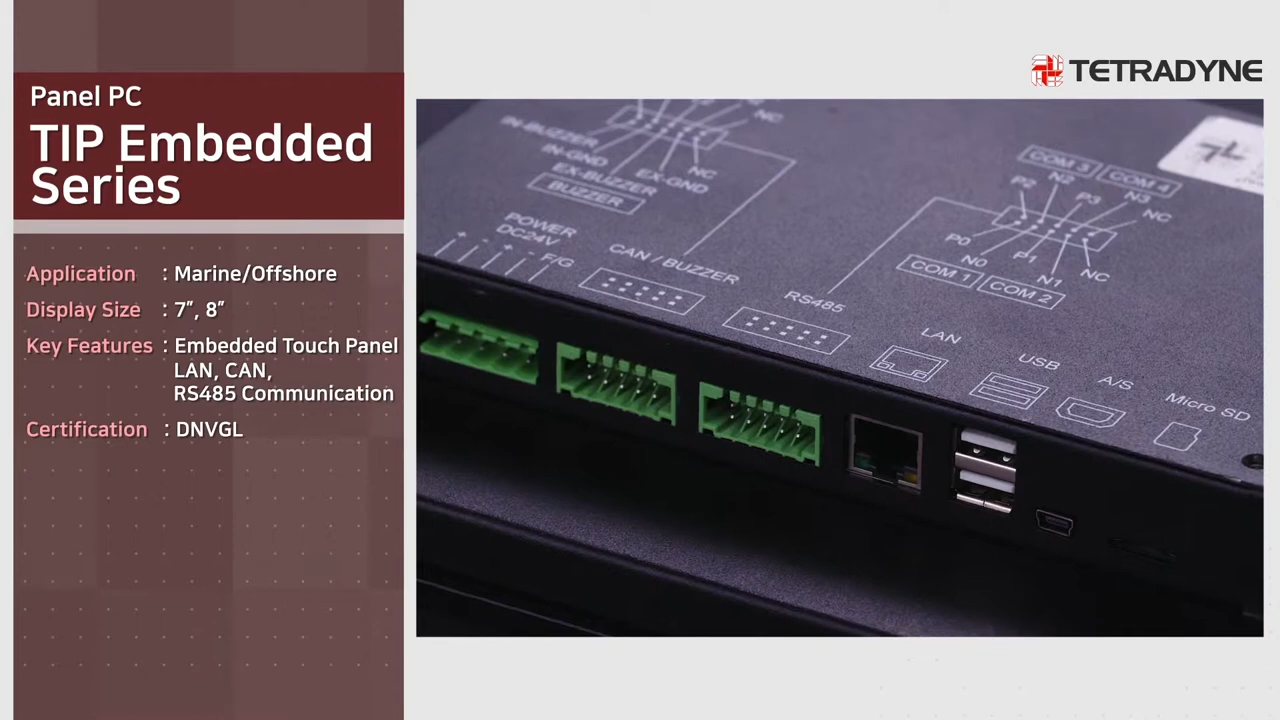 Panel PC
TIP Embedded
Series
Application : Marine/Offshore
Display Size : 7", 8"
Key Features : Embedded Touch Panel
LAN, CAN,
RS485 Communication
Certification : DNVGL
TETRADYNE
IN-BUZZER
IN-GND
EX-BUZZER
BUZZER
NC
EX-GND
NC
POWER
DC24V
+ - + - F/G
CAN / BUZZER
RS485
COM 3 COM 4
P2 N2 P3 N3 NC
P0 N0 P1 N1 NC
COM 1 COM 2
LAN
USB
A/S
Micro SD